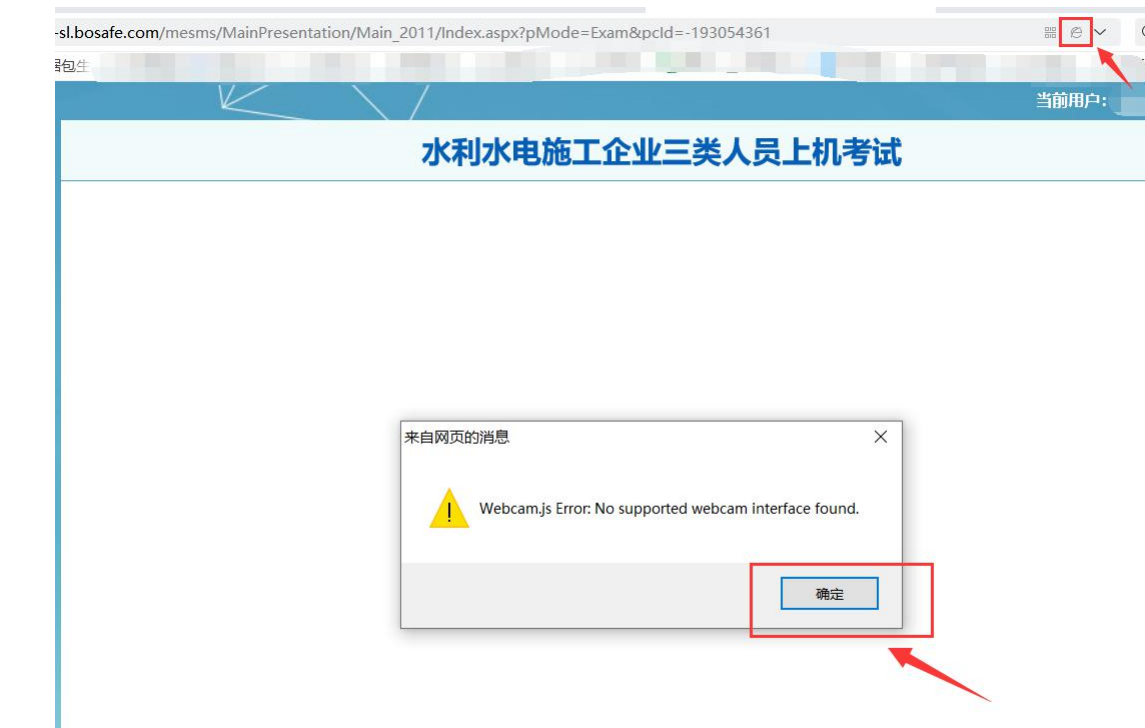 -sl.bosafe.com/mesms/MainPresentation/Main_2011/Index.aspx?pMode=Exam&pcId=-193054361
包生
当前用户:
水利水电施工企业三类人员上机考试
来自网页的消息
Webcam.js Error: No supported webcam interface found.
确定